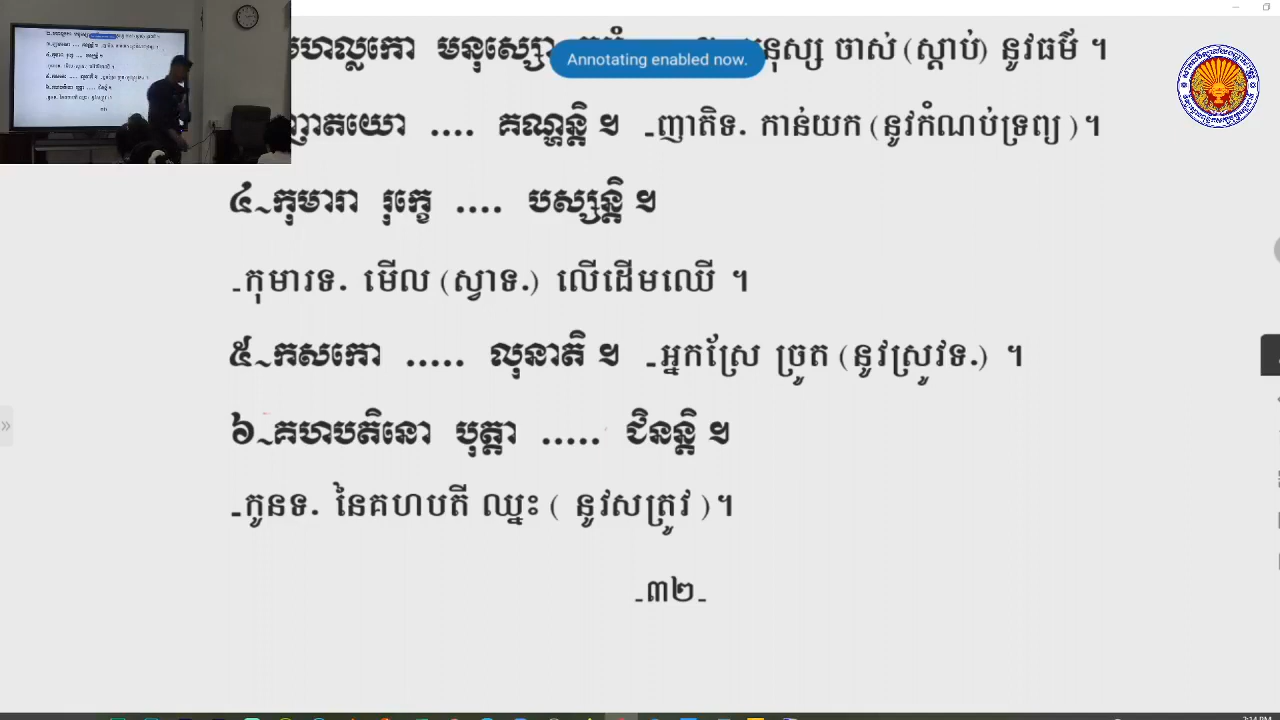 ហល្លកោ មនុស្សោ .... នុស្ស ចាស់ (ស្ដាប់) នូវធម៌ ។
Annotating enabled now.
ញាតយោ .... គណ្ហន្តិ ៕ -ញាតិទ. កាន់យក (នូវកំណប់ទ្រព្យ )។
៤~កុមារា រុក្ខេ .... បស្សន្តិ ៕
-កុមារទ. មើល (ស្វាទ.) លើដើមឈើ ។
៥~កសកោ ..... លុនាតិ ៕ -អ្នកស្រែ ច្រូត (នូវស្រូវទ.) ។
៦~គហបតិនោ បុត្តា ..... ជិនន្តិ ៕
-កូនទ. នៃគហបតី ឈ្នះ ( នូវសត្រូវ )។
-៣២-